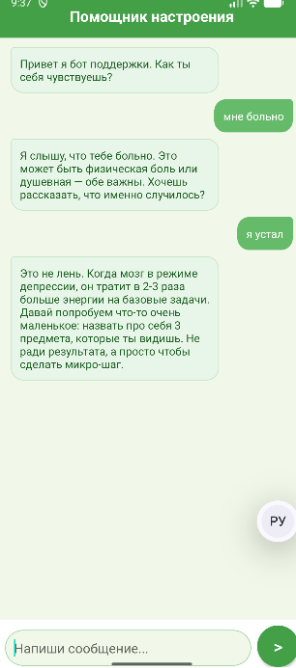 9:37
Помощник настроения
Привет я бот поддержки. Как ты
себя чувствуешь?
мне больно
Я слышу, что тебе больно. Это
может быть физическая боль или
душевная — обе важны. Хочешь
рассказать, что именно случилось?
я устал
Это не лень. Когда мозг в режиме
депрессии, он тратит в 2-3 раза
больше энергии на базовые задачи.
Давай попробуем что-то очень
маленькое: назвать про себя 3
предмета, которые ты видишь. Не
ради результата, а просто чтобы
сделать микро-шаг.
РУ
Напиши сообщение...
>